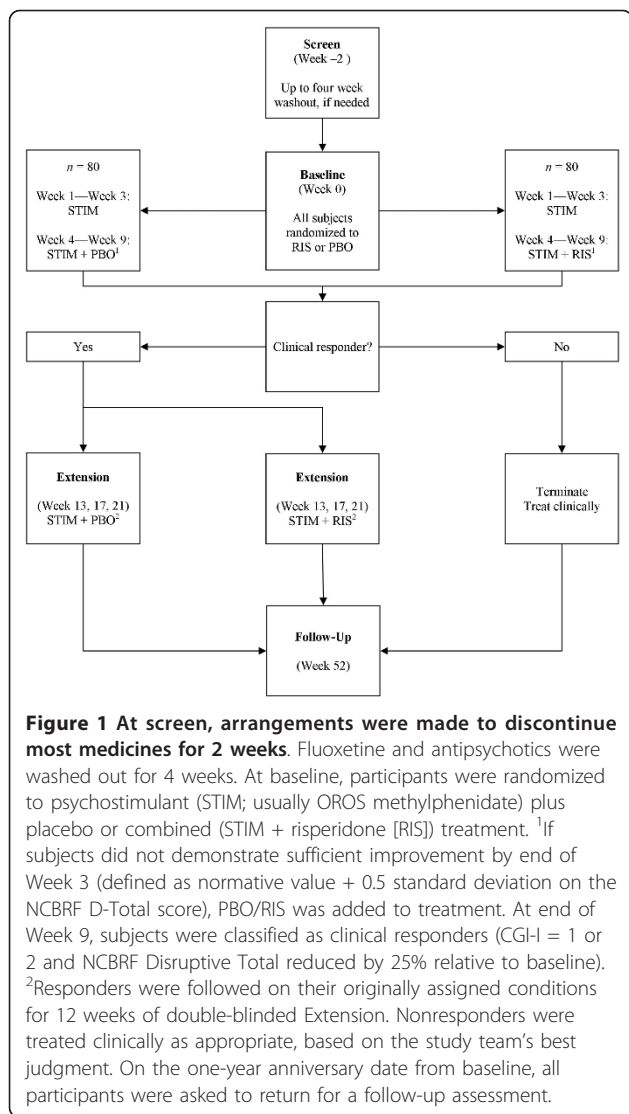 Screen
(Week –2 )
Up to four week
washout, if needed
n = 80
Week 1—Week 3:
STIM
Week 4—Week 9:
STIM + PBO1
Baseline
(Week 0)
All subjects
randomized to
RIS or PBO
n = 80
Week 1—Week 3:
STIM
Week 4—Week 9:
STIM + RIS1
Yes
Clinical responder?
No
Extension
(Week 13, 17, 21)
STIM + PBO2
Extension
(Week 13, 17, 21)
STIM + RIS2
Terminate
Treat clinically
Follow-Up
(Week 52)
Figure 1 At screen, arrangements were made to discontinue
most medicines for 2 weeks. Fluoxetine and antipsychotics were
washed out for 4 weeks. At baseline, participants were randomized
to psychostimulant (STIM; usually OROS methylphenidate) plus
placebo or combined (STIM + risperidone [RIS]) treatment. 1If
subjects did not demonstrate sufficient improvement by end of
Week 3 (defined as normative value + 0.5 standard deviation on the
NCBRF D-Total score), PBO/RIS was added to treatment. At end of
Week 9, subjects were classified as clinical responders (CGI-I = 1 or
2 and NCBRF Disruptive Total reduced by 25% relative to baseline).
2Responders were followed on their originally assigned conditions
for 12 weeks of double-blinded Extension. Nonresponders were
treated clinically as appropriate, based on the study team's best
judgment. On the one-year anniversary date from baseline, all
participants were asked to return for a follow-up assessment.